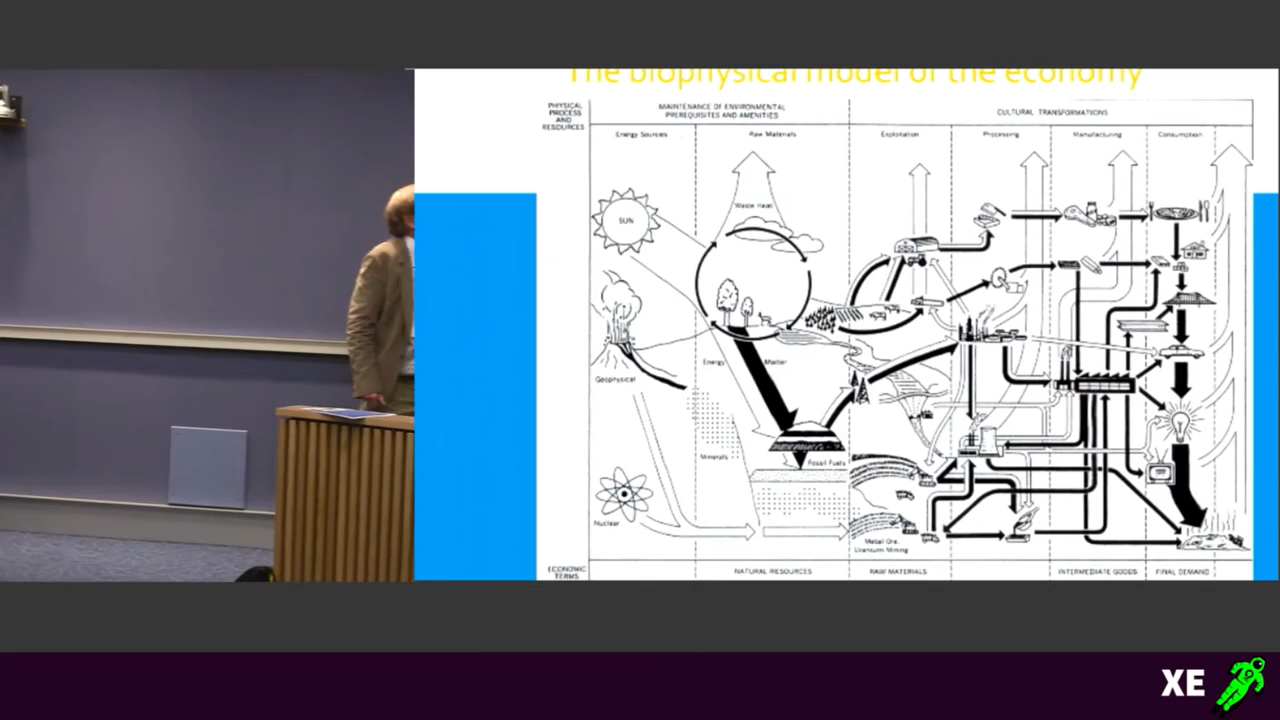 The biophysical model of the economy
PHYSICAL
PROCESS
AND
RESOURCES
MAINTENANCE OF ENVIRONMENTAL
PREREQUISITES AND AMENITIES
CULTURAL TRANSFORMATIONS
Energy Sources
Raw Materials
Exploitation
Processing
Manufacturing
Consumption
Waste Heat
SUN
Geophysical
Energy
Matter
Minerals
Fossil Fuels
Nuclear
Metal Ore,
Uranium Mining
ECONOMIC
TERMS
NATURAL RESOURCES
RAW MATERIALS
INTERMEDIATE GOODS
FINAL DEMAND
XE